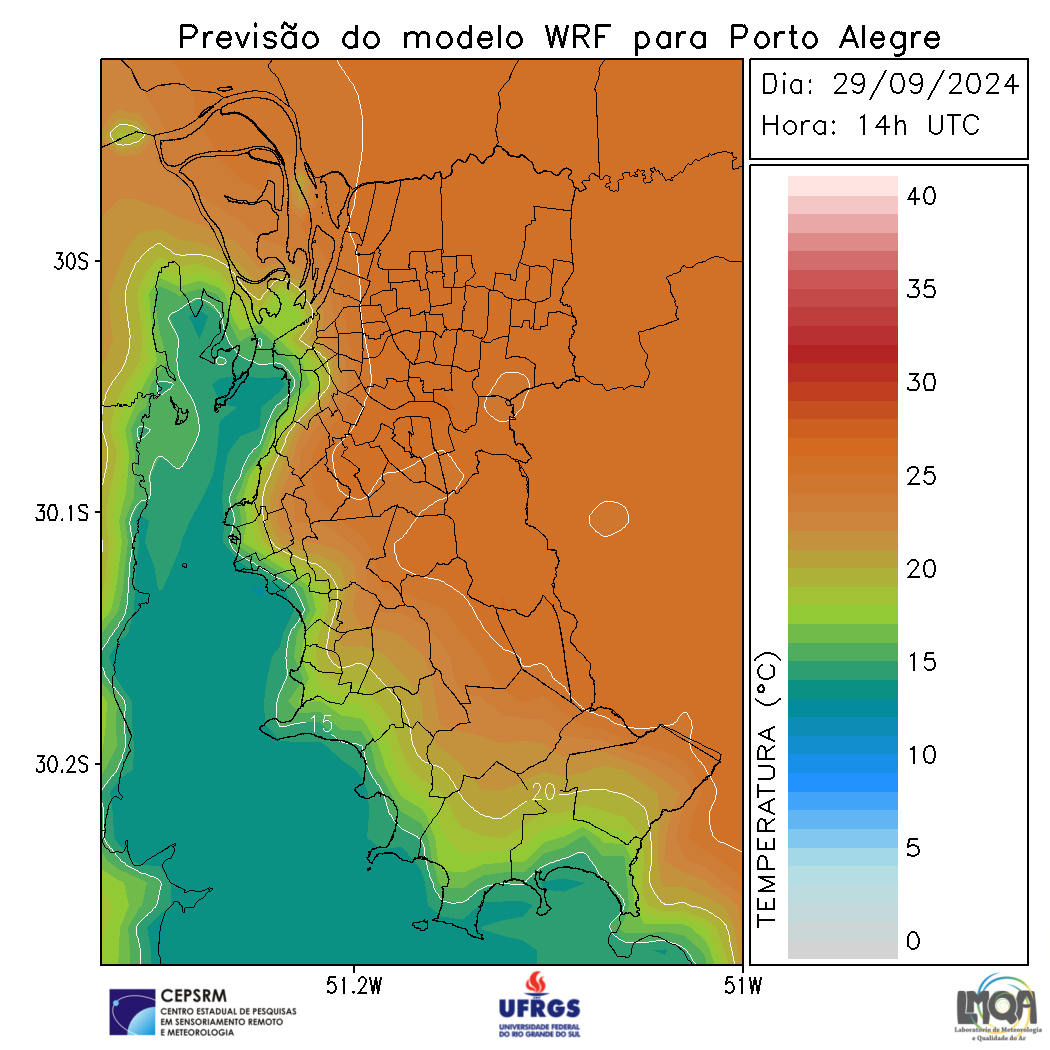 Previsão do modelo WRF para Porto Alegre
Dia: 29/09/2024
Hora: 14h UTC
40
35
30
25
20
15
10
5
0
TEMPERATURA (°C)
30S
30.1S
30.2S
15
20
51.2W
51W
CEPSRM
CENTRO ESTADUAL DE PESQUISAS
EM SENSORIAMENTO REMOTO
E METEOROLOGIA
UFRGS
UNIVERSIDADE FEDERAL
DO RIO GRANDE DO SUL
LMQA
Laboratório de Meteorologia
e Qualidade do Ar